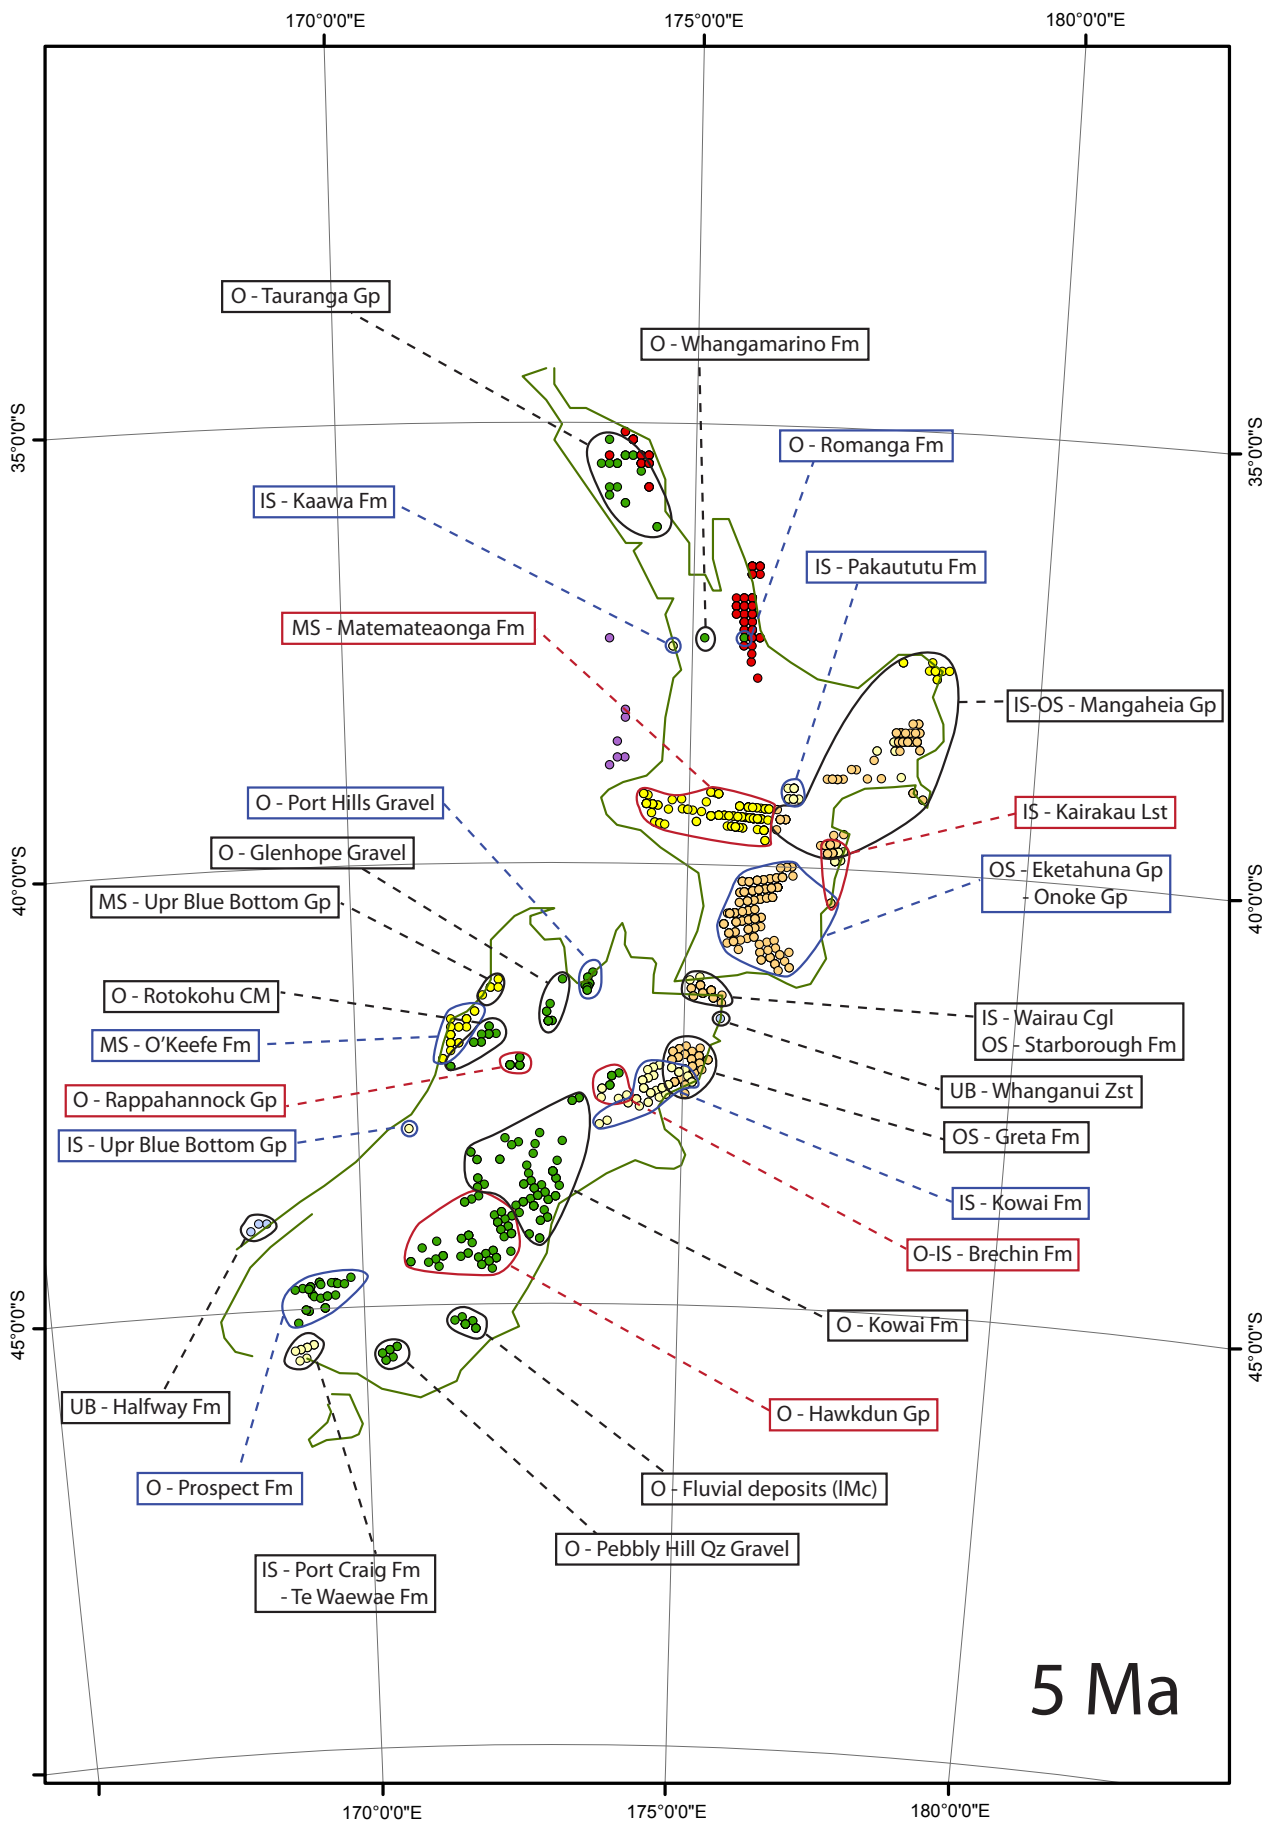 170°0'0"E
175°0'0"E
180°0'0"E
O - Tauranga Gp
O - Whangamarino Fm
35°0'0"S
O - Romanga Fm
35°0'0"S
IS - Kaawa Fm
IS - Pakaututu Fm
MS - Matemateaonga Fm
IS-OS - Mangaheia Gp
O - Port Hills Gravel
IS - Kairakau Lst
O - Glenhope Gravel
40°0'0"S
OS - Eketahuna Gp
- Onoke Gp
40°0'0"S
MS - Upr Blue Bottom Gp
O - Rotokohu CM
IS - Wairau Cgl
OS - Starborough Fm
MS - O'Keefe Fm
UB - Whanganui Zst
O - Rappahannock Gp
OS - Greta Fm
IS - Upr Blue Bottom Gp
IS - Kowai Fm
O-IS - Brechin Fm
45°0'0"S
O - Kowai Fm
45°0'0"S
UB - Halfway Fm
O - Hawkdun Gp
O - Prospect Fm
O - Fluvial deposits (lMc)
O - Pebbly Hill Qz Gravel
IS - Port Craig Fm
- Te Waewae Fm
5 Ma
170°0'0"E
175°0'0"E
180°0'0"E